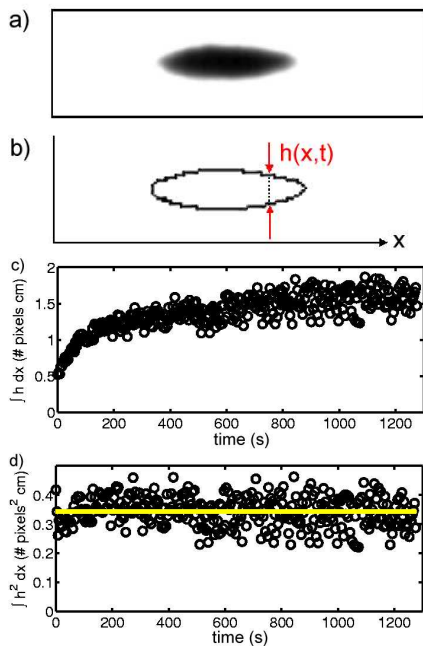 a)
b)
h(x,t)
x
c)
2
1.5
1
0.5
0
∫ h dx (# pixels cm)
0 200 400 600 800 1000 1200
time (s)
d)
0.4
0.3
0.2
0.1
0
∫ h² dx (# pixels² cm)
0 200 400 600 800 1000 1200
time (s)